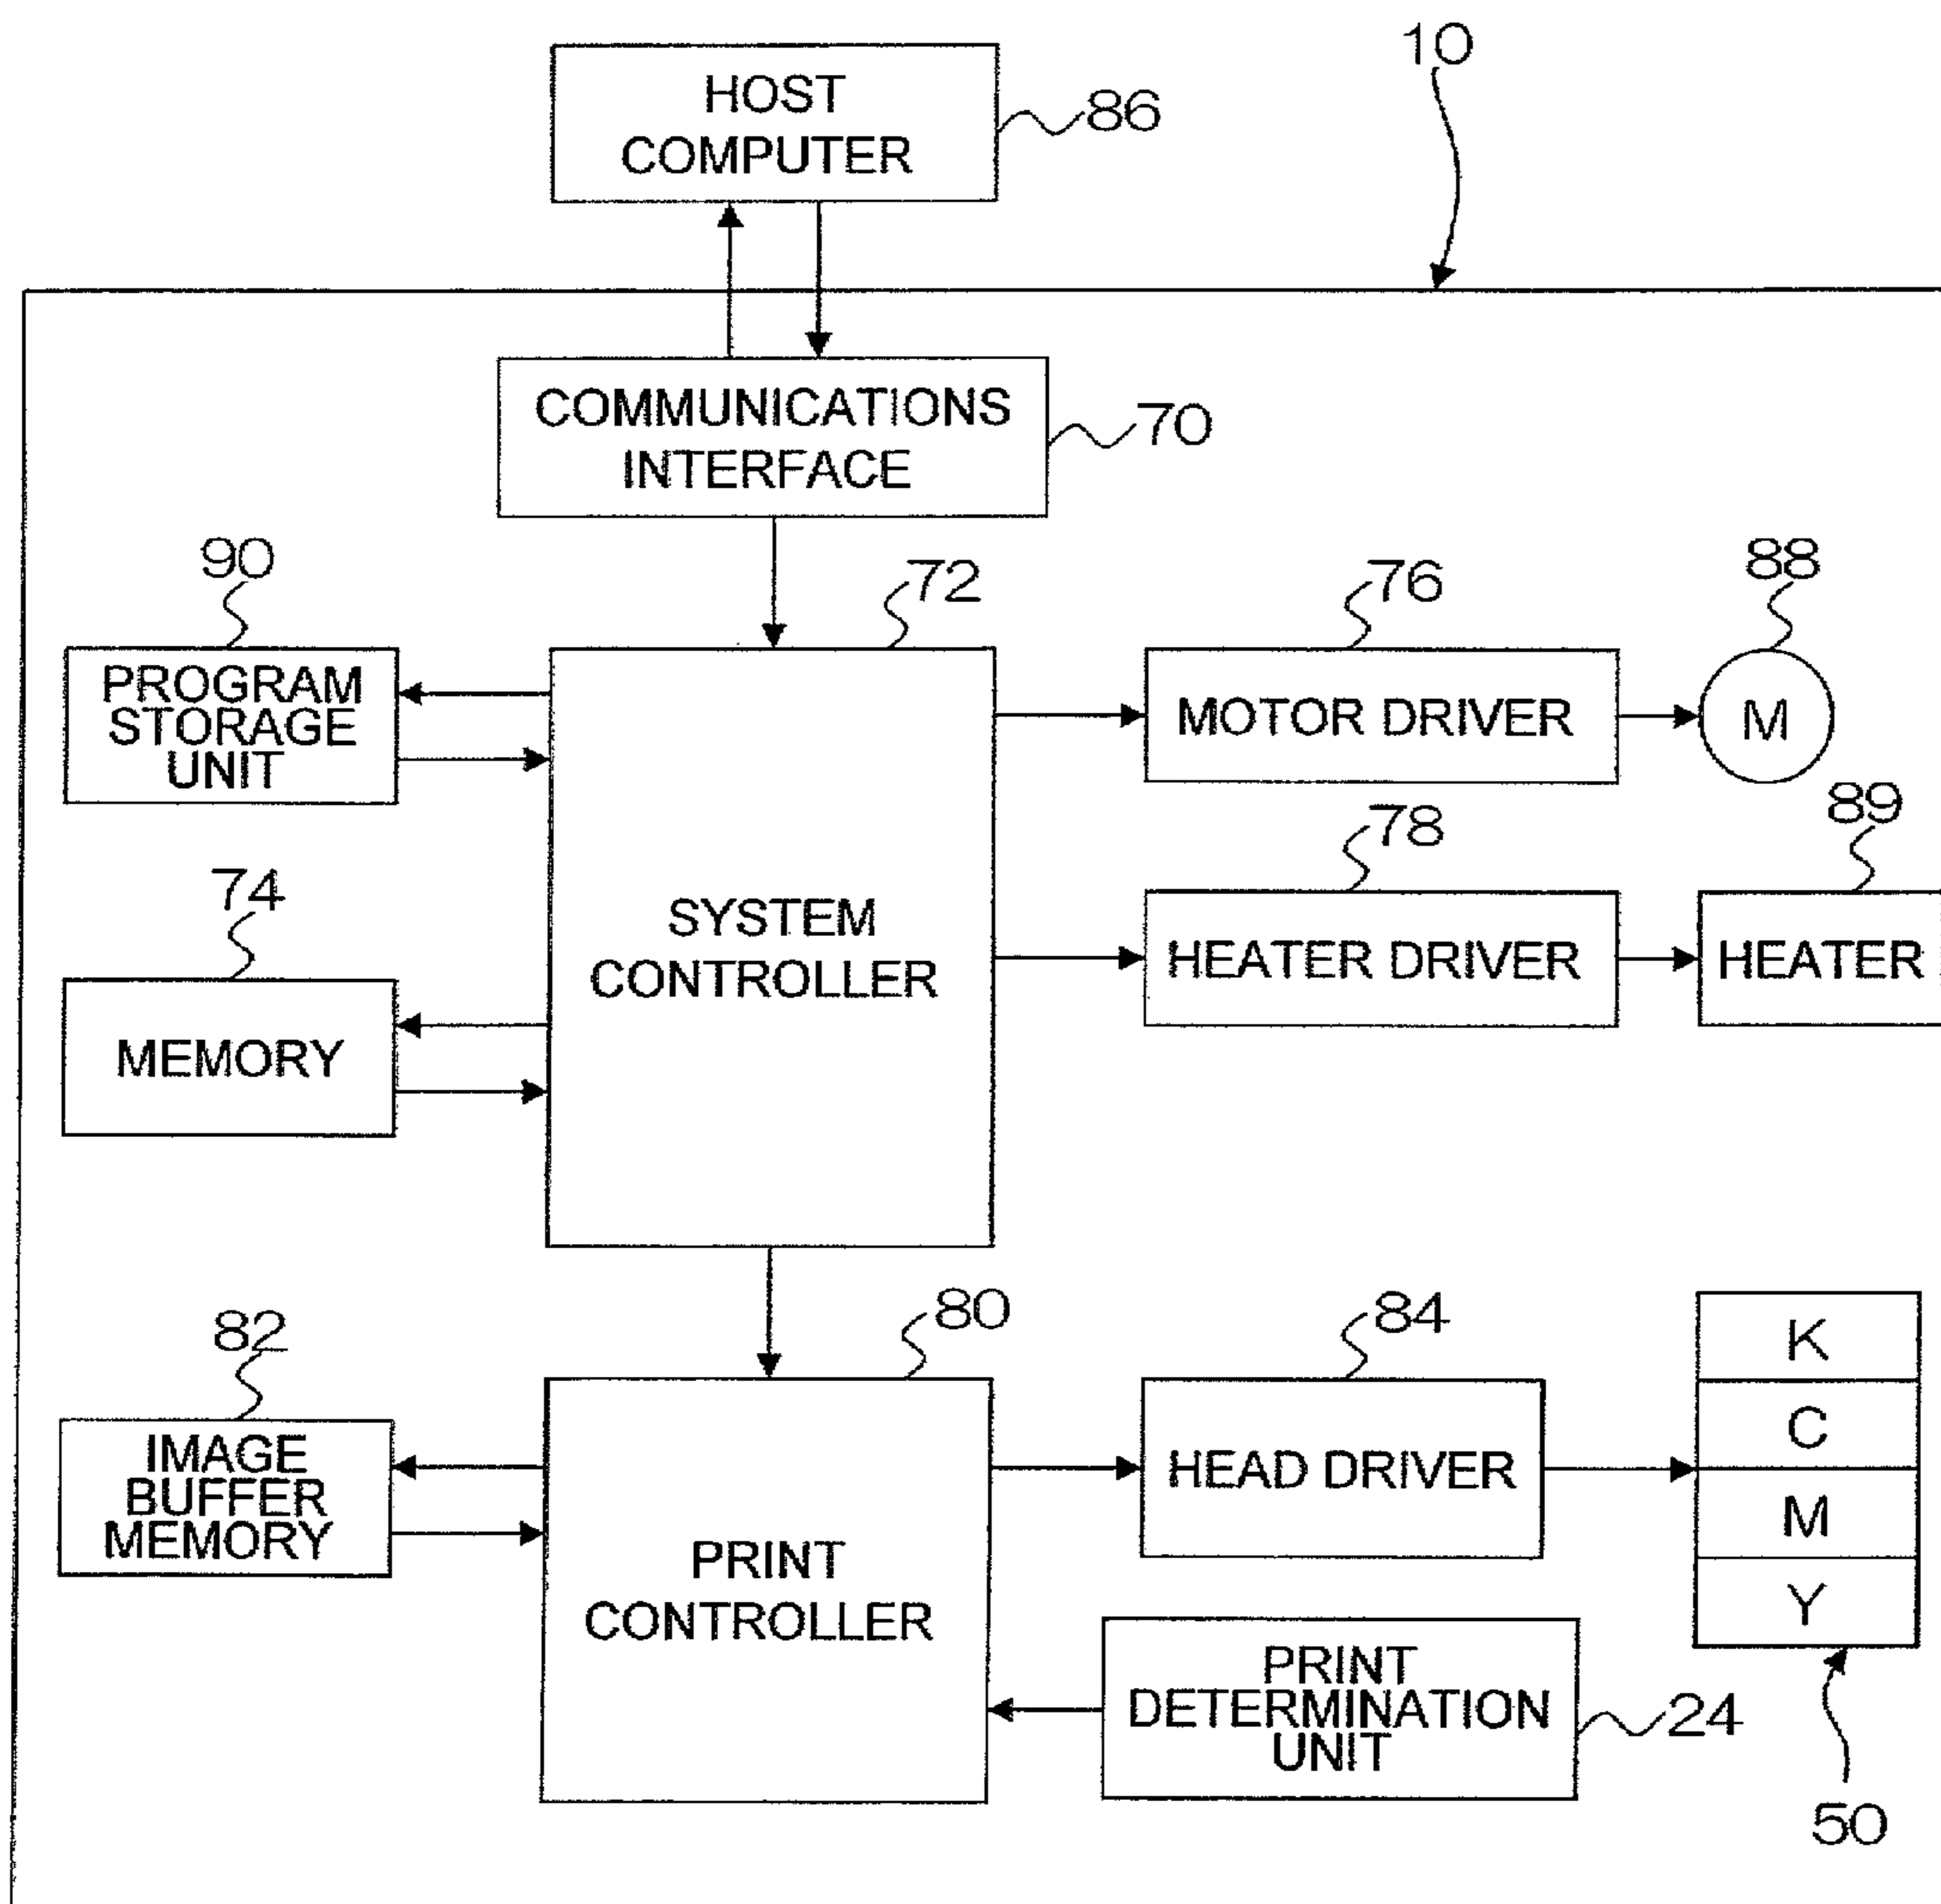 10
HOST
COMPUTER
86
COMMUNICATIONS
INTERFACE
70
90
72
76
88
PROGRAM
STORAGE
UNIT
MOTOR DRIVER
M
74
78
89
SYSTEM
CONTROLLER
HEATER DRIVER
HEATER
MEMORY
82
80
84
K
C
M
Y
IMAGE
BUFFER
MEMORY
HEAD DRIVER
PRINT
CONTROLLER
PRINT
DETERMINATION
UNIT
24
50